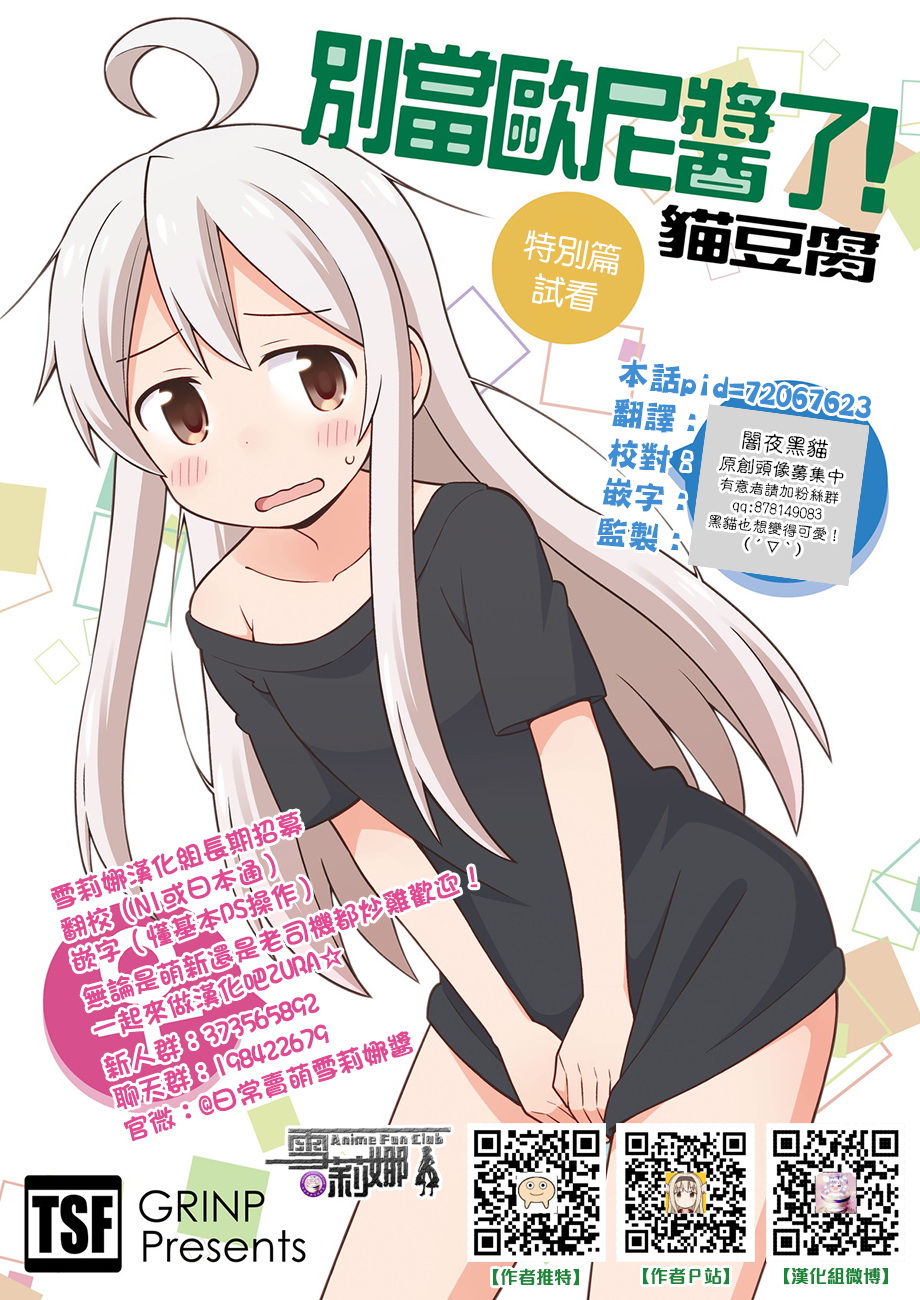 別當歐尼醬了!
貓豆腐
特別篇
試看
本話pid=72067623
翻譯：
校對：
嵌字：
監製：
闇夜黑貓
原創頭像募集中
有意者請加粉絲群
qq:878149083
黑貓也想變得可愛！
(´∇`)
雪莉娜漢化組長期招募
翻校（N1或日本通）
嵌字（懂基本PS操作）
無論是萌新還是老司機都炒雞歡迎！
一起來做漢化吧ZURA☆
新人群：373565892
聊天群：198422679
官微：@日常賣萌雪莉娜醬
Anime Fun Club
雪莉娜
TSF
GRINP
Presents
【作者推特】
【作者P站】
【漢化組微博】